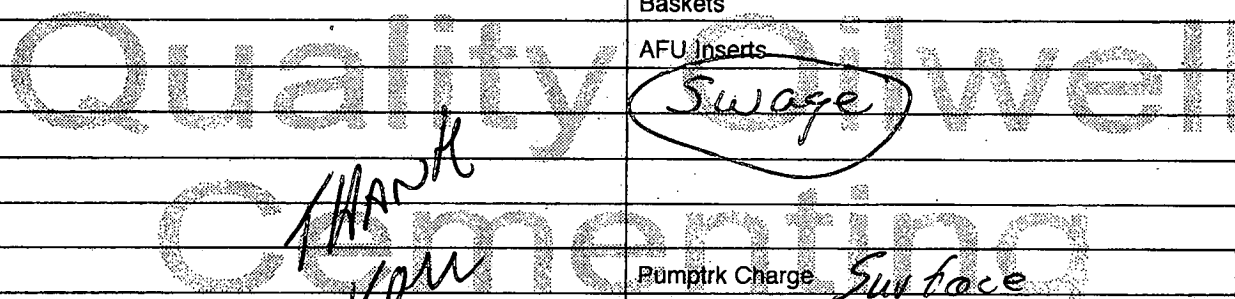 Baskets
Quality Oilwell
AFU Inserts
Swage
THANK
YOU
Cementing
Pumptrk Charge Surface